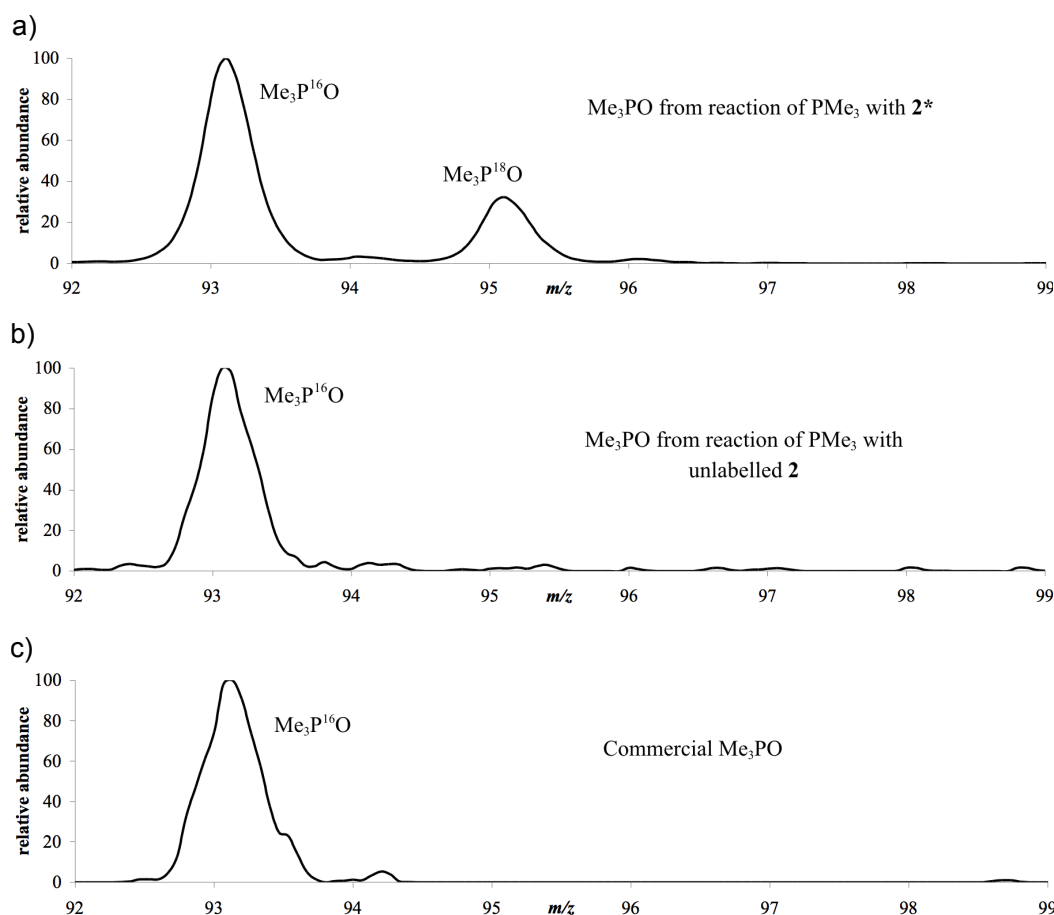 a)
relative abundance
100
80
60
40
20
0
Me₃P¹⁶O
Me₃P¹⁸O
Me₃PO from reaction of PMe₃ with 2*
92 93 94 95 m/z 96 97 98 99
b)
relative abundance
100
80
60
40
20
0
Me₃P¹⁶O
Me₃PO from reaction of PMe₃ with
unlabelled 2
92 93 94 95 m/z 96 97 98 99
c)
relative abundance
100
80
60
40
20
0
Me₃P¹⁶O
Commercial Me₃PO
92 93 94 95 m/z 96 97 98 99